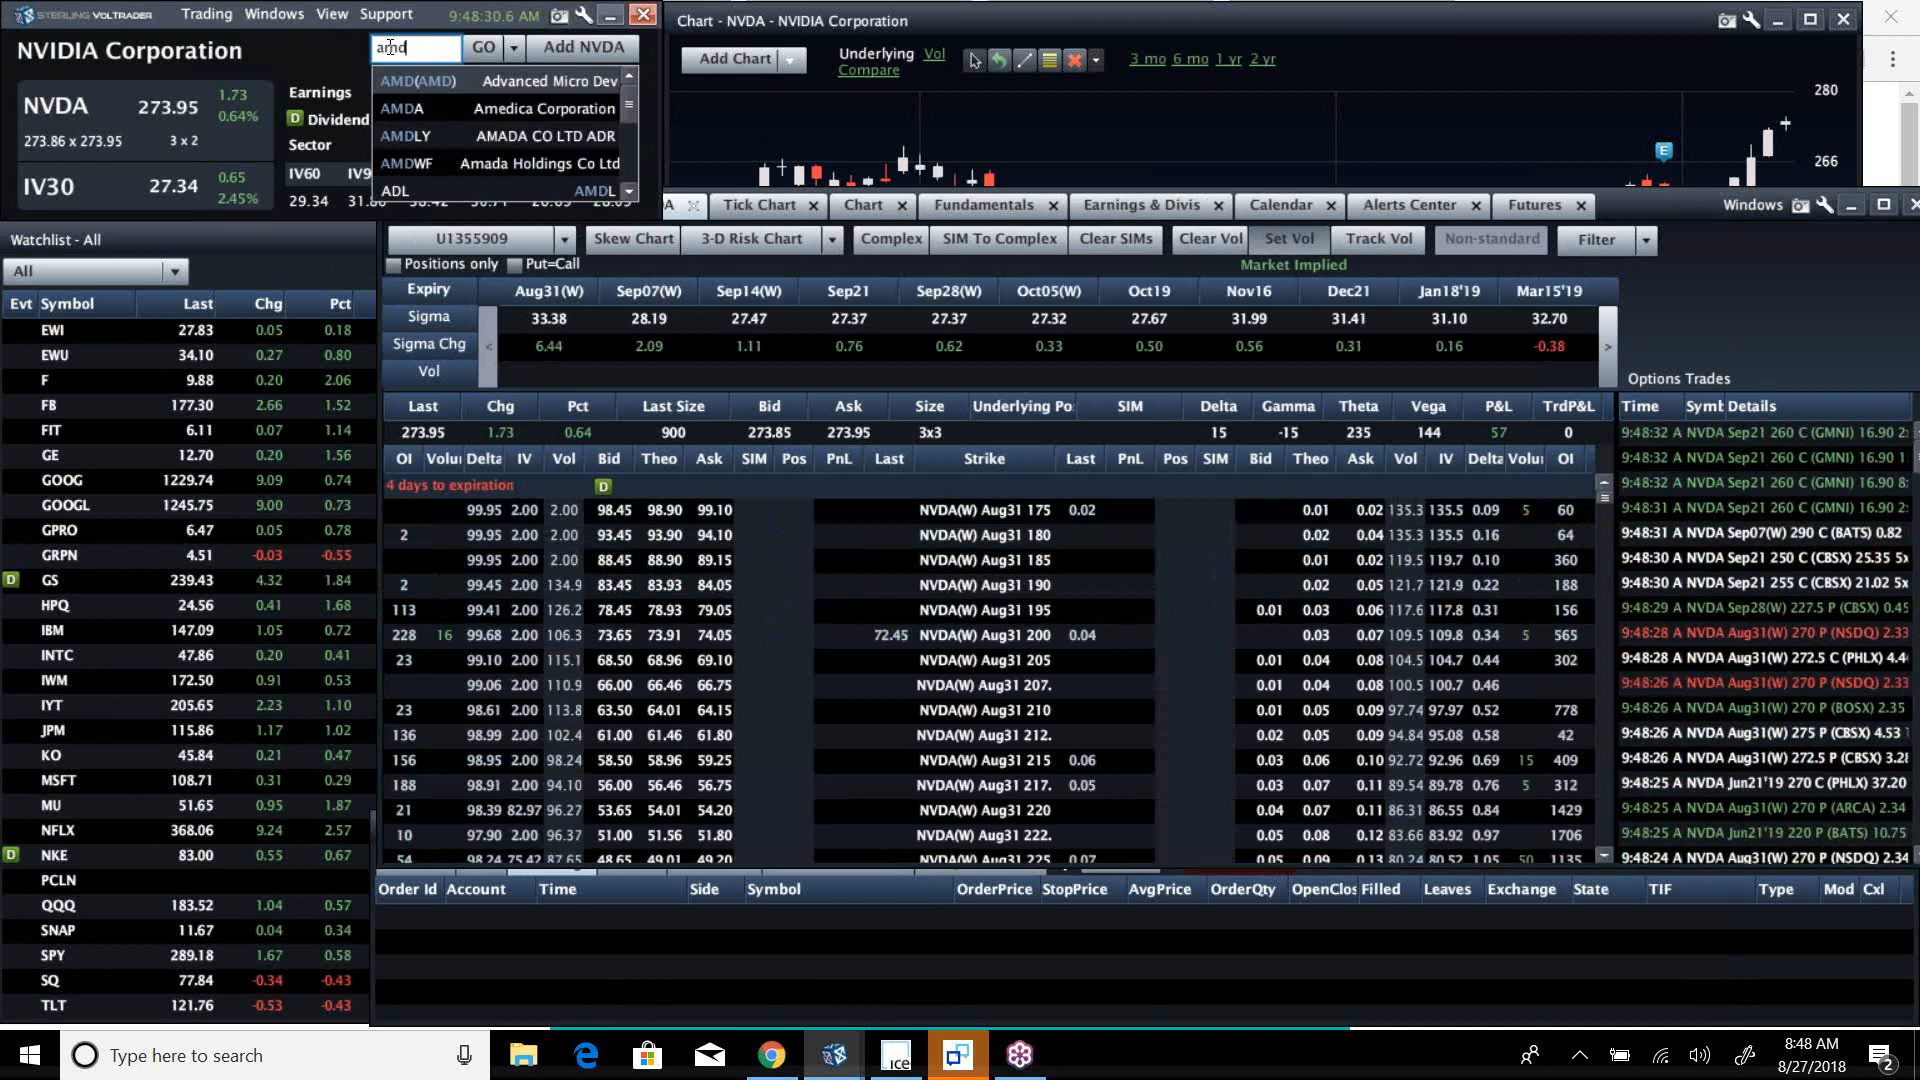 STERLING VOLTRADER Trading Windows View Support 9:48:30.6 AM
NVIDIA Corporation amd GO Add NVDA
NVDA 273.95 1.73 0.64%
273.86 x 273.95 3 x 2
IV30 27.34 0.65 2.45%
Earnings
D Dividend
Sector
IV60
29.34
AMD(AMD) Advanced Micro Dev
AMDA Amedica Corporation
AMDLY AMADA CO LTD ADR
AMDWF Amada Holdings Co Ltd
ADL AMDL
Chart - NVDA - NVIDIA Corporation
Add Chart Underlying Vol Compare 3 mo 6 mo 1 yr 2 yr
280
E
266
Tick Chart Chart Fundamentals Earnings & Divis Calendar Alerts Center Futures Windows
Watchlist - All
All
Evt Symbol Last Chg Pct
EWI 27.83 0.05 0.18
EWU 34.10 0.27 0.80
F 9.88 0.20 2.06
FB 177.30 2.66 1.52
FIT 6.11 0.07 1.14
GE 12.70 0.20 1.56
GOOG 1229.74 9.09 0.74
GOOGL 1245.75 9.00 0.73
GPRO 6.47 0.05 0.78
GRPN 4.51 -0.03 -0.55
D GS 239.43 4.32 1.84
HPQ 24.56 0.41 1.68
IBM 147.09 1.05 0.72
INTC 47.86 0.20 0.41
IWM 172.50 0.91 0.53
IYT 205.65 2.23 1.10
JPM 115.86 1.17 1.02
KO 45.84 0.21 0.47
MSFT 108.71 0.31 0.29
MU 51.65 0.95 1.87
NFLX 368.06 9.24 2.57
D NKE 83.00 0.55 0.67
PCLN
QQQ 183.52 1.04 0.57
SNAP 11.67 0.04 0.34
SPY 289.18 1.67 0.58
SQ 77.84 -0.34 -0.43
TLT 121.76 -0.53 -0.43
U1355909 Skew Chart 3-D Risk Chart Complex SIM To Complex Clear SIMs Clear Vol Set Vol Track Vol Non-standard Filter
Positions only Put=Call Market Implied
Expiry Aug31(W) Sep07(W) Sep14(W) Sep21 Sep28(W) Oct05(W) Oct19 Nov16 Dec21 Jan18'19 Mar15'19
Sigma 33.38 28.19 27.47 27.37 27.37 27.32 27.67 31.99 31.41 31.10 32.70
Sigma Chg 6.44 2.09 1.11 0.76 0.62 0.33 0.50 0.56 0.31 0.16 -0.38
Vol
Last Chg Pct Last Size Bid Ask Size Underlying Po SIM Delta Gamma Theta Vega P&L TrdP&L
273.95 1.73 0.64 900 273.85 273.95 3x3 15 -15 235 144 57 0
OI Volu Delta IV Vol Bid Theo Ask SIM Pos PnL Last Strike Last PnL Pos SIM Bid Theo Ask Vol IV Delta Volu OI
4 days to expiration D
99.95 2.00 2.00 98.45 98.90 99.10 NVDA(W) Aug31 175 0.02 0.01 0.02 135.3 135.5 0.09 5 60
2 99.95 2.00 2.00 93.45 93.90 94.10 NVDA(W) Aug31 180 0.02 0.04 135.3 135.5 0.16 64
99.95 2.00 2.00 88.45 88.90 89.15 NVDA(W) Aug31 185 0.01 0.02 119.5 119.7 0.10 360
2 99.45 2.00 134.9 83.45 83.93 84.05 NVDA(W) Aug31 190 0.02 0.05 121.7 121.9 0.22 188
113 99.41 2.00 126.2 78.45 78.93 79.05 NVDA(W) Aug31 195 0.01 0.03 0.06 117.6 117.8 0.31 156
228 16 99.68 2.00 106.3 73.65 73.91 74.05 72.45 NVDA(W) Aug31 200 0.04 0.03 0.07 109.5 109.8 0.34 5 565
23 99.10 2.00 115.1 68.50 68.96 69.10 NVDA(W) Aug31 205 0.01 0.04 0.08 104.5 104.7 0.44 302
99.06 2.00 110.9 66.00 66.46 66.75 NVDA(W) Aug31 207. 0.01 0.04 0.08 100.5 100.7 0.46
23 98.61 2.00 113.8 63.50 64.01 64.15 NVDA(W) Aug31 210 0.01 0.05 0.09 97.74 97.97 0.52 778
136 98.99 2.00 102.4 61.00 61.46 61.80 NVDA(W) Aug31 212. 0.02 0.05 0.09 94.84 95.08 0.58 42
156 98.95 2.00 98.24 58.50 58.96 59.25 NVDA(W) Aug31 215 0.06 0.03 0.06 0.10 92.72 92.96 0.69 15 409
188 98.91 2.00 94.10 56.00 56.46 56.75 NVDA(W) Aug31 217. 0.05 0.03 0.07 0.11 89.54 89.78 0.76 5 312
21 98.39 82.97 96.27 53.65 54.01 54.20 NVDA(W) Aug31 220 0.04 0.07 0.11 86.31 86.55 0.84 1429
10 97.90 2.00 96.37 51.00 51.56 51.80 NVDA(W) Aug31 222. 0.05 0.08 0.12 83.66 83.92 0.97 1706
54 98.24 75.42 87.65 48.65 49.01 49.20 NVDA(W) Aug31 225 0.07 0.05 0.09 0.13 80.24 80.52 1.05 50 1135
Options Trades
Time Symb Details
9:48:32 A NVDA Sep21 260 C (GMNI) 16.90 2
9:48:32 A NVDA Sep21 260 C (GMNI) 16.90 1
9:48:32 A NVDA Sep21 260 C (GMNI) 16.90 8
9:48:31 A NVDA Sep21 260 C (GMNI) 16.90 2
9:48:31 A NVDA Sep07(W) 290 C (BATS) 0.82
9:48:30 A NVDA Sep21 250 C (CBSX) 25.35 5x
9:48:30 A NVDA Sep21 255 C (CBSX) 21.02 5x
9:48:29 A NVDA Sep28(W) 227.5 P (CBSX) 0.45
9:48:28 A NVDA Aug31(W) 270 P (NSDQ) 2.33
9:48:28 A NVDA Aug31(W) 272.5 C (PHLX) 4.4
9:48:26 A NVDA Aug31(W) 270 P (NSDQ) 2.33
9:48:26 A NVDA Aug31(W) 270 P (BOSX) 2.35
9:48:26 A NVDA Aug31(W) 275 P (CBSX) 4.53
9:48:26 A NVDA Aug31(W) 272.5 P (CBSX) 3.28
9:48:25 A NVDA Jun21'19 270 C (PHLX) 37.20
9:48:25 A NVDA Aug31(W) 270 P (ARCA) 2.34
9:48:25 A NVDA Jun21'19 220 P (BATS) 10.75
9:48:24 A NVDA Aug31(W) 270 P (NSDQ) 2.34
Order Id Account Time Side Symbol OrderPrice StopPrice AvgPrice OrderQty OpenClos Filled Leaves Exchange State TIF Type Mod Cxl
Type here to search
ice
8:48 AM
8/27/2018
2